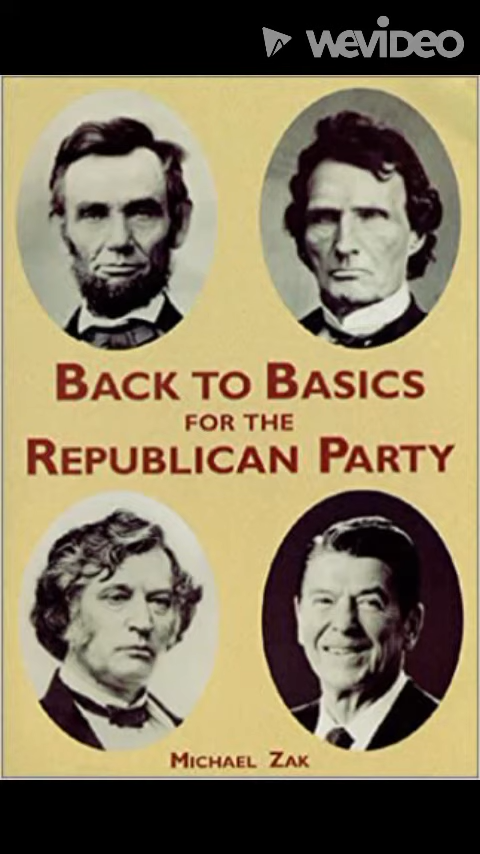 WEVIDEO
BACK TO BASICS
FOR THE
REPUBLICAN PARTY
MICHAEL ZAK